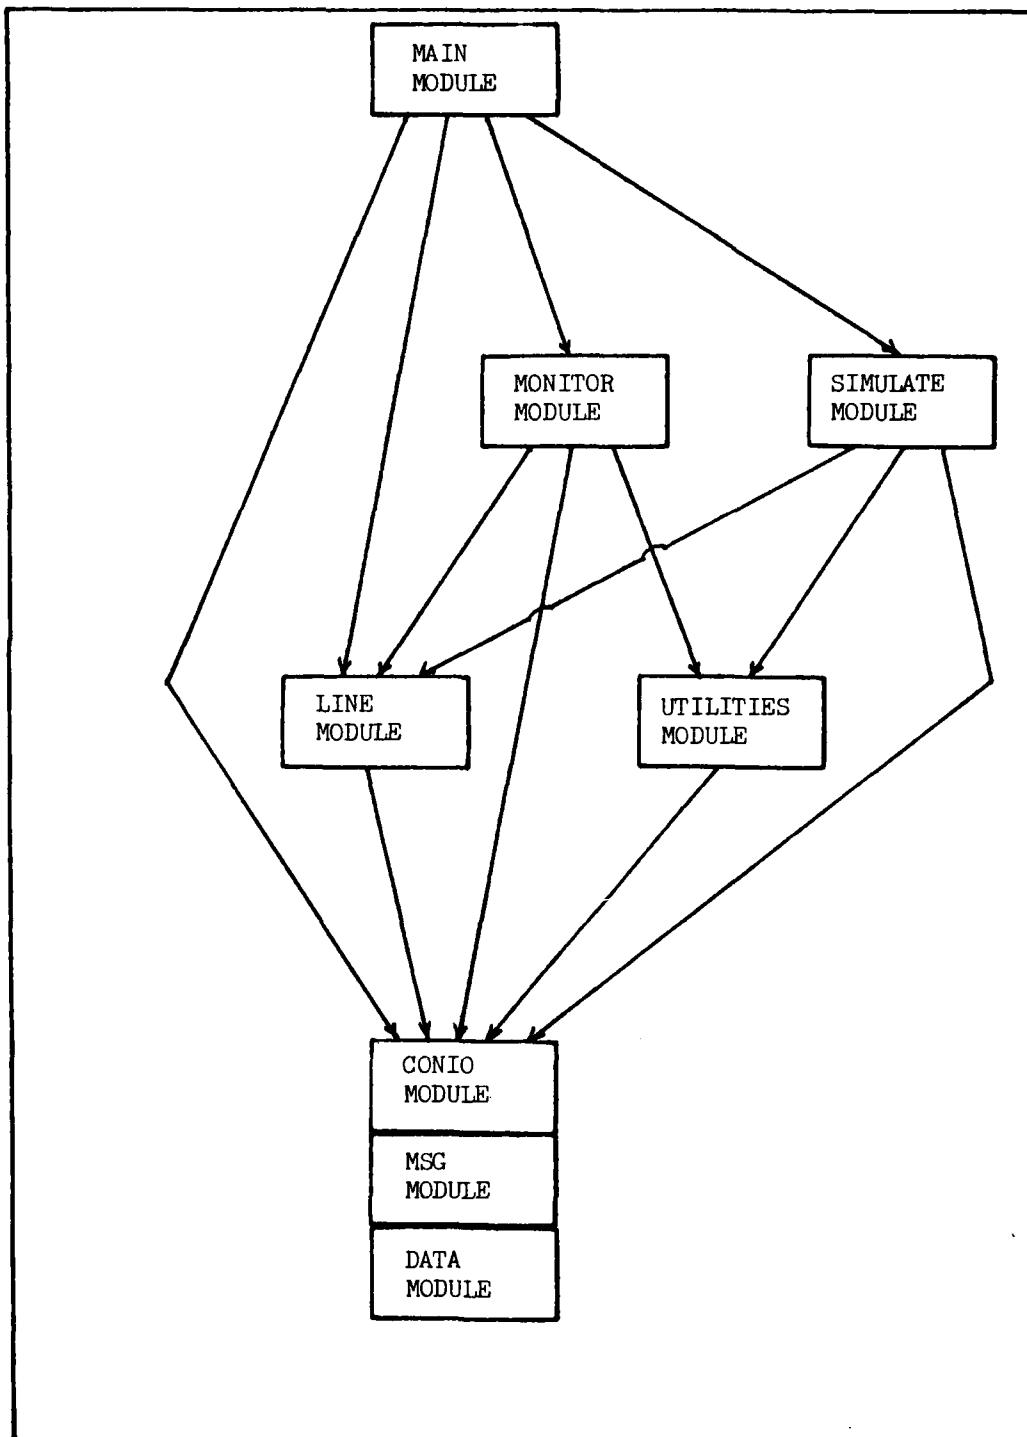 MAIN
MODULE
MONITOR
MODULE
SIMULATE
MODULE
LINE
MODULE
UTILITIES
MODULE
CONIO
MODULE
MSG
MODULE
DATA
MODULE